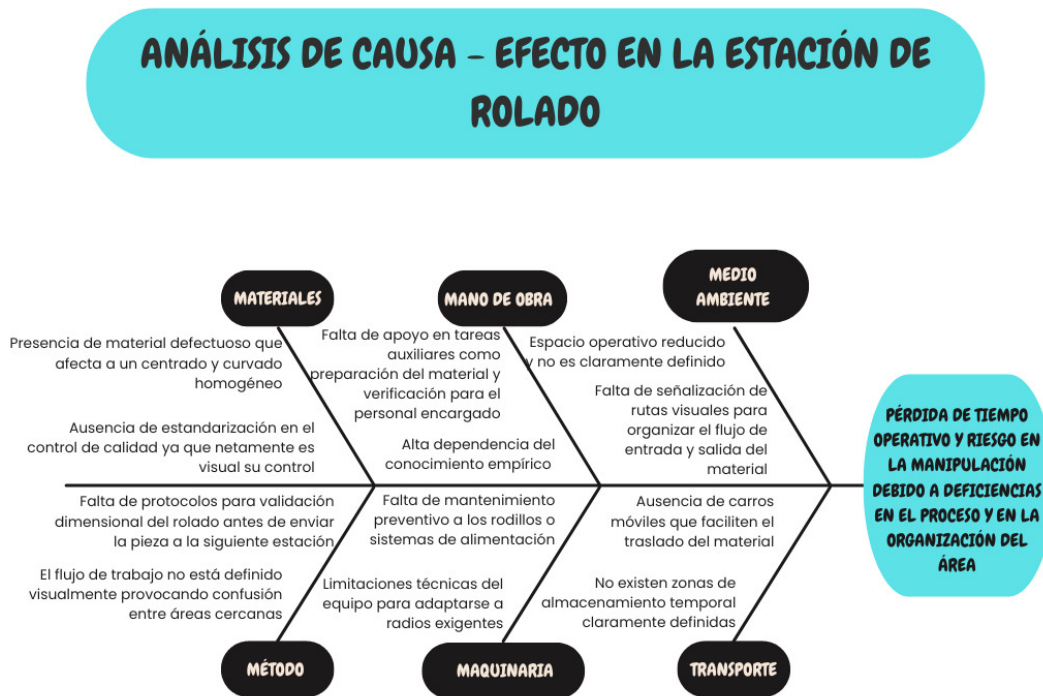 ANÁLISIS DE CAUSA - EFECTO EN LA ESTACIÓN DE
ROLADO
MATERIALES
Presencia de material defectuoso que
afecta a un centrado y curvado
homogéneo
Ausencia de estandarización en el
control de calidad ya que netamente es
visual su control
MANO DE OBRA
Falta de apoyo en tareas
auxiliares como
preparación del material y
verificación para el
personal encargado
Alta dependencia del
conocimiento empírico
MEDIO
AMBIENTE
Espacio operativo reducido
y no es claramente definido
Falta de señalización de
rutas visuales para
organizar el flujo de
entrada y salida del
material
PÉRDIDA DE TIEMPO
OPERATIVO Y RIESGO EN
LA MANIPULACIÓN
DEBIDO A DEFICIENCIAS
EN EL PROCESO Y EN LA
ORGANIZACIÓN DEL
ÁREA
Falta de protocolos para validación
dimensional del rolado antes de enviar
la pieza a la siguiente estación
El flujo de trabajo no está definido
visualmente provocando confusión
entre áreas cercanas
MÉTODO
Falta de mantenimiento
preventivo a los rodillos o
sistemas de alimentación
Limitaciones técnicas del
equipo para adaptarse a
radios exigentes
MAQUINARIA
Ausencia de carros
móviles que faciliten el
traslado del material
No existen zonas de
almacenamiento temporal
claramente definidas
TRANSPORTE